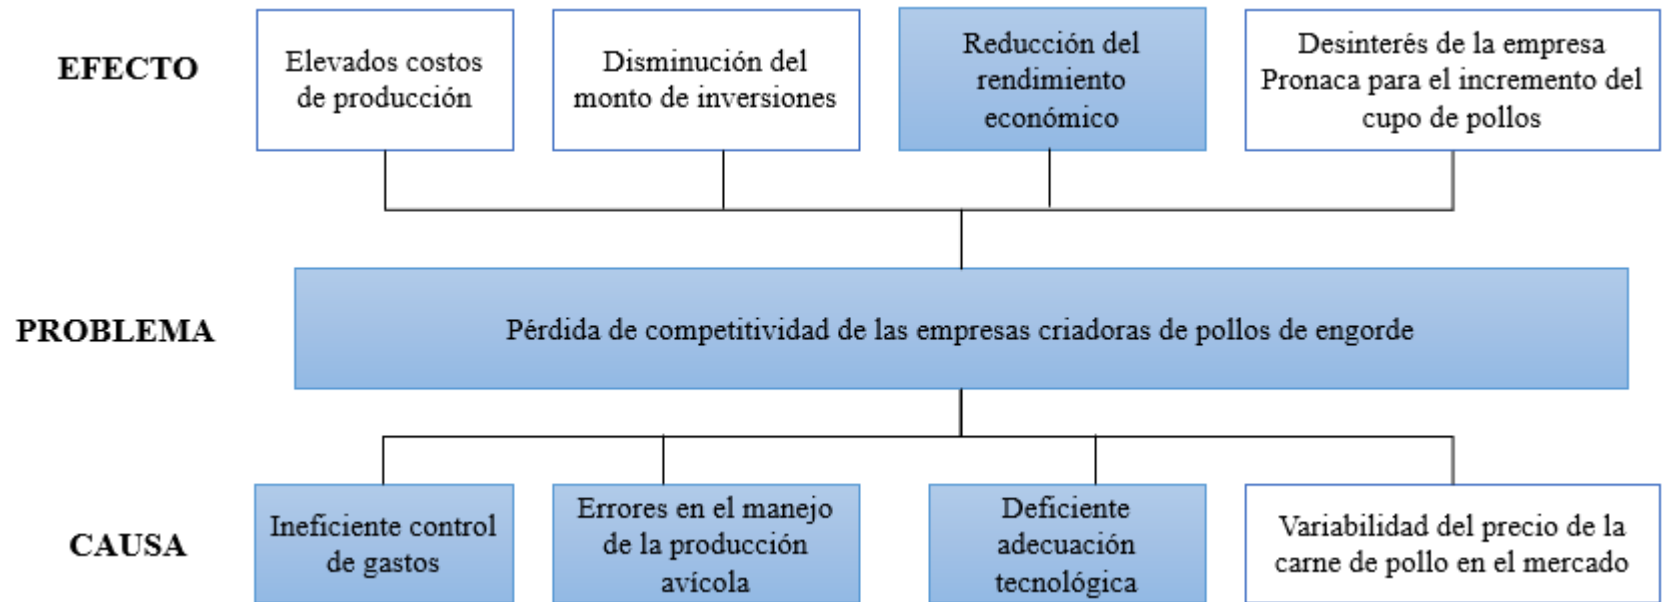 EFECTO
Elevados costos
de producción
Disminución del
monto de inversiones
Reducción del
rendimiento
económico
Desinterés de la empresa
Pronaca para el incremento del
cupo de pollos
PROBLEMA
Pérdida de competitividad de las empresas criadoras de pollos de engorde
CAUSA
Ineficiente control
de gastos
Errores en el manejo
de la producción
avícola
Deficiente
adecuación
tecnológica
Variabilidad del precio de la
carne de pollo en el mercado